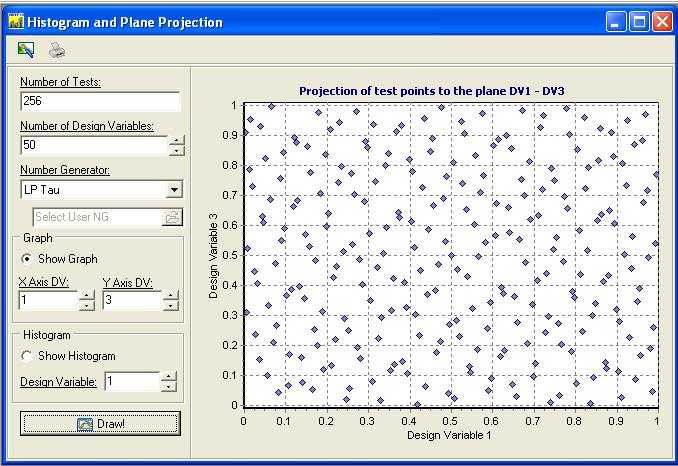 Histogram and Plane Projection
Number of Tests:
256
Number of Design Variables:
50
Number Generator:
LP Tau
Select User NG
Graph
Show Graph
X Axis DV: Y Axis DV:
1 3
Histogram
Show Histogram
Design Variable: 1
Draw!
Projection of test points to the plane DV1 - DV3
Design Variable 3
1
0.9
0.8
0.7
0.6
0.5
0.4
0.3
0.2
0.1
0
0 0.1 0.2 0.3 0.4 0.5 0.6 0.7 0.8 0.9 1
Design Variable 1